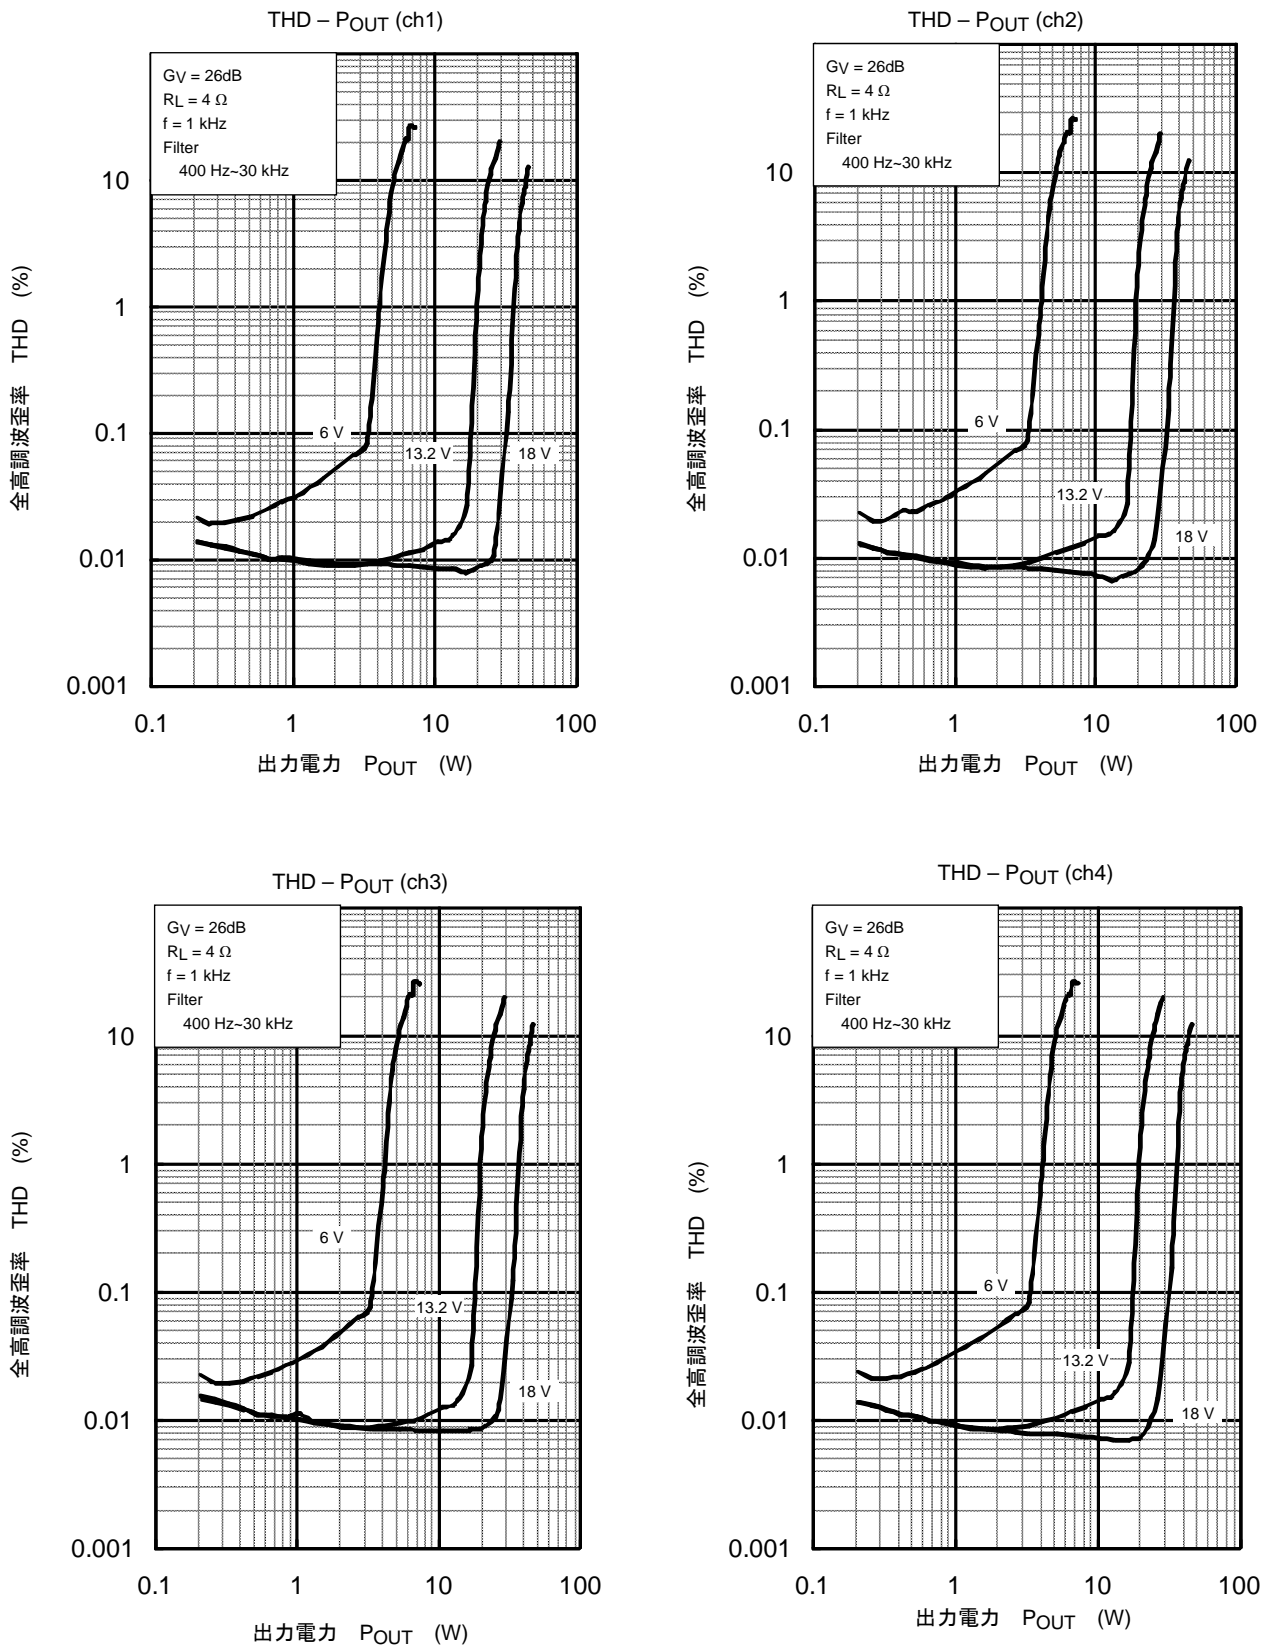 THD – POUT (ch1)
GV = 26dB
RL = 4 Ω
f = 1 kHz
Filter
400 Hz~30 kHz
10
1
0.1
0.01
0.001
6 V
13.2 V
18 V
0.1
1
10
100
全高調波歪率 THD (%)
出力電力 POUT (W)
THD – POUT (ch2)
GV = 26dB
RL = 4 Ω
f = 1 kHz
Filter
400 Hz~30 kHz
10
1
0.1
0.01
0.001
6 V
13.2 V
18 V
0.1
1
10
100
全高調波歪率 THD (%)
出力電力 POUT (W)
THD – POUT (ch3)
GV = 26dB
RL = 4 Ω
f = 1 kHz
Filter
400 Hz~30 kHz
10
1
0.1
0.01
0.001
6 V
13.2 V
18 V
0.1
1
10
100
全高調波歪率 THD (%)
出力電力 POUT (W)
THD – POUT (ch4)
GV = 26dB
RL = 4 Ω
f = 1 kHz
Filter
400 Hz~30 kHz
10
1
0.1
0.01
0.001
6 V
13.2 V
18 V
0.1
1
10
100
全高調波歪率 THD (%)
出力電力 POUT (W)